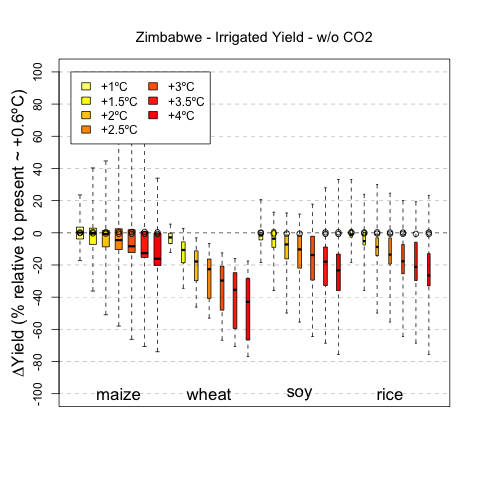 Zimbabwe - Irrigated Yield - w/o CO2
ΔYield (% relative to present ~ +0.6ºC)
100
80
60
40
20
0
-20
-40
-60
-80
-100
+1ºC
+1.5ºC
+2ºC
+2.5ºC
+3ºC
+3.5ºC
+4ºC
maize wheat soy rice